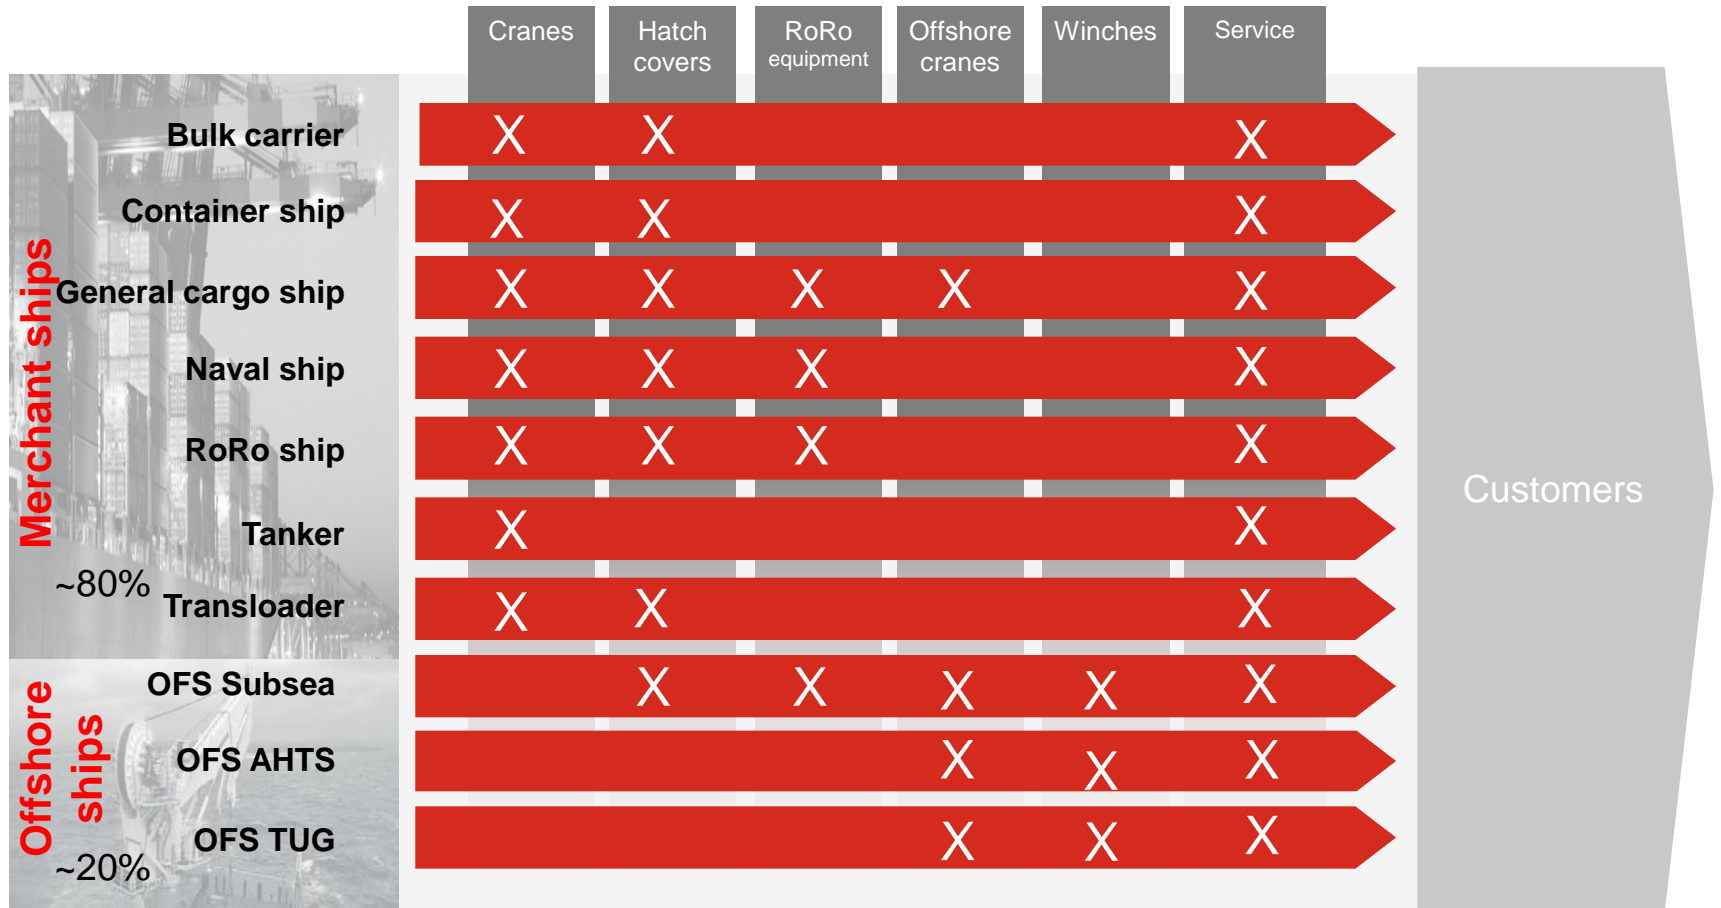 Cranes
Hatch
covers
RoRo
equipment
Offshore
cranes
Winches
Service
Merchant ships
~80%
Bulk carrier X X X
Container ship X X X
General cargo ship X X X X X
Naval ship X X X X
RoRo ship X X X X
Tanker X X
Transloader X X X
Offshore
ships
~20%
OFS Subsea X X X X X
OFS AHTS X X X
OFS TUG X X X
Customers